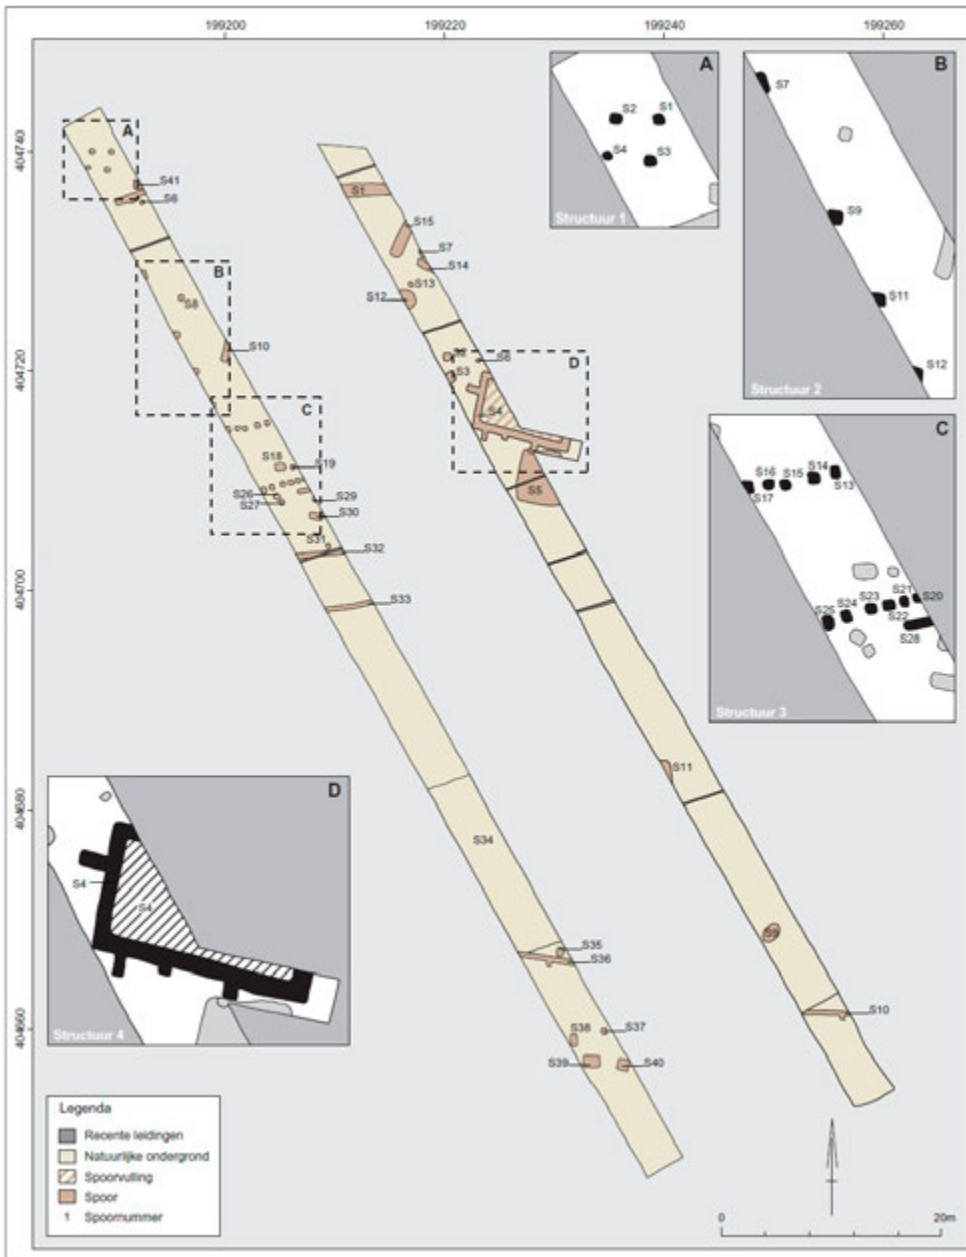 199200 199220 199240 199260
404740
404720
404700
404680
404660
A
S41
S6
B
S8
S10
C
S18
S19
S26
S27
S29
S30
S31
S32
S33
S34
S35
S36
S37
S38
S39
S40
S1
S15
S7
S14
S13
S12
S6
S3
D
S4
S5
S11
S10
A
S2 S1
S4 S3
Structuur 1
B
S7
S9
S11
S12
Structuur 2
C
S17 S16 S15 S14 S13
S25 S24 S23 S22 S21 S20
S28
Structuur 3
D
S4
S4
Structuur 4
Legenda
Recente leidingen
Natuurlijke ondergrond
Spoorvulling
Spoor
1 Spoornummer
0 20m